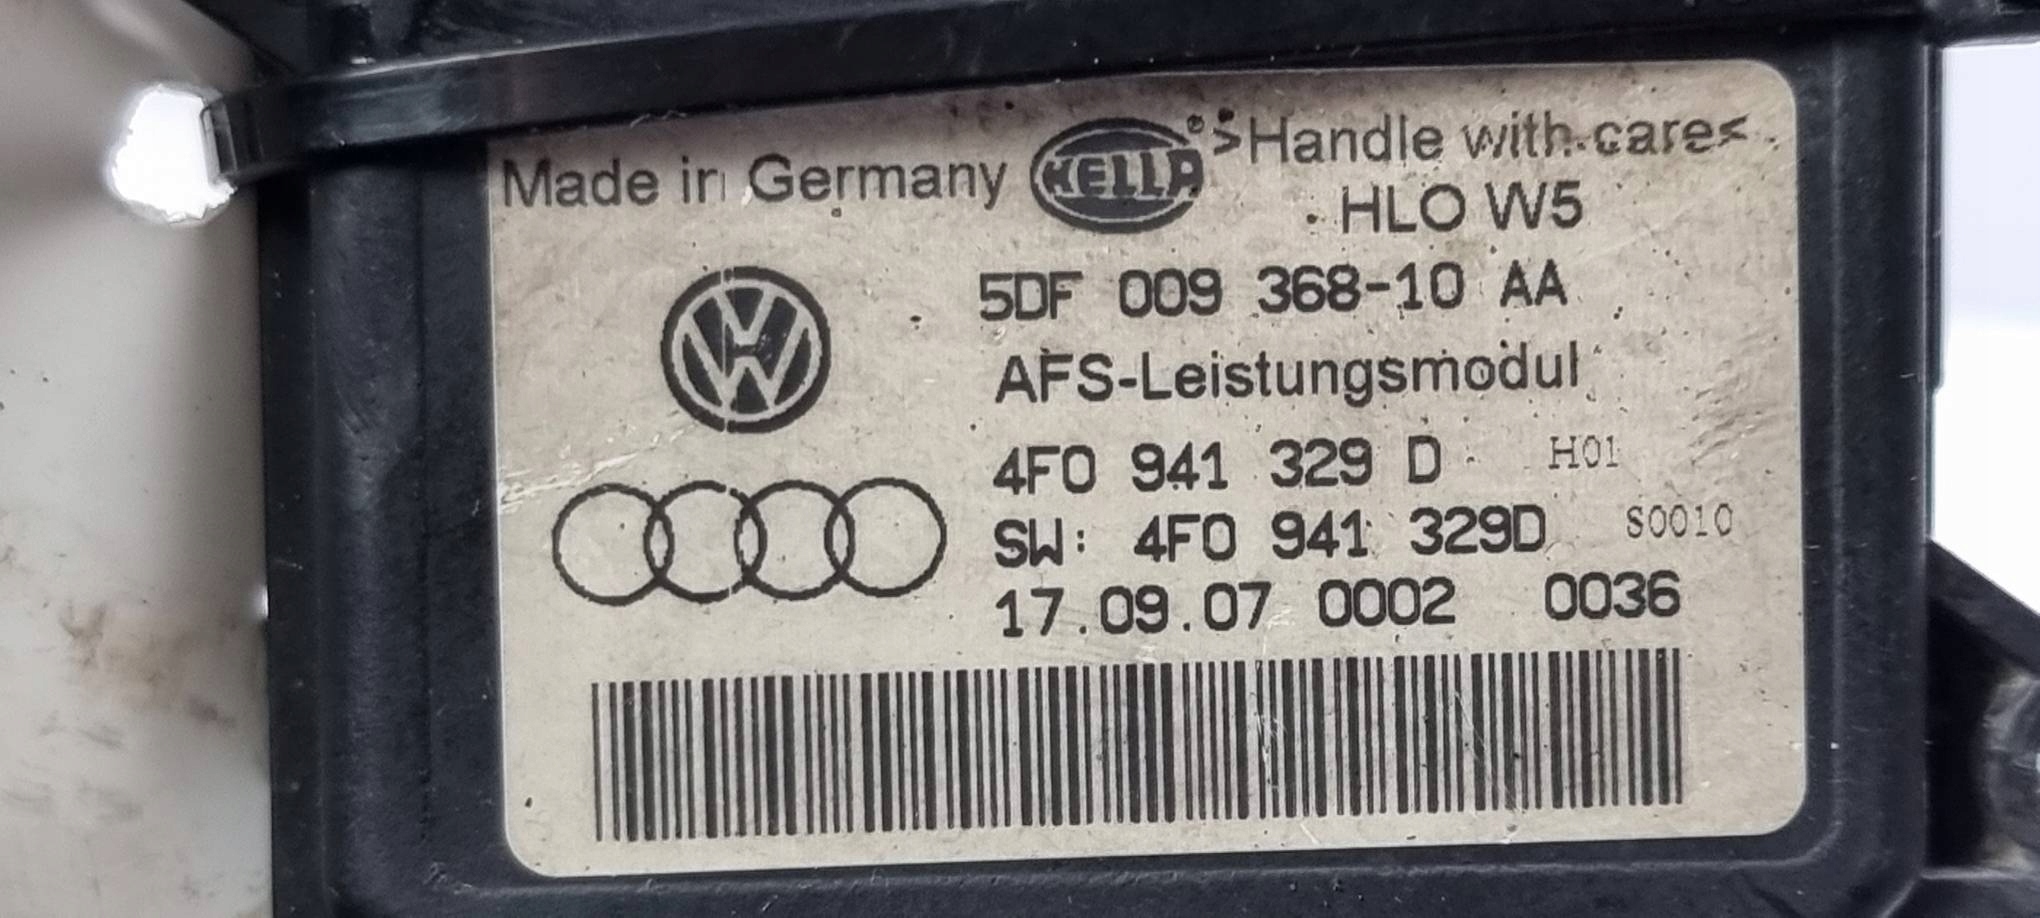 Made in Germany HELLA® >Handle with care<
HLO W5
5DF 009 368-10 AA
AFS-Leistungsmodul
4F0 941 329 D H01
SW: 4F0 941 329D S0010
17.09.07 0002 0036